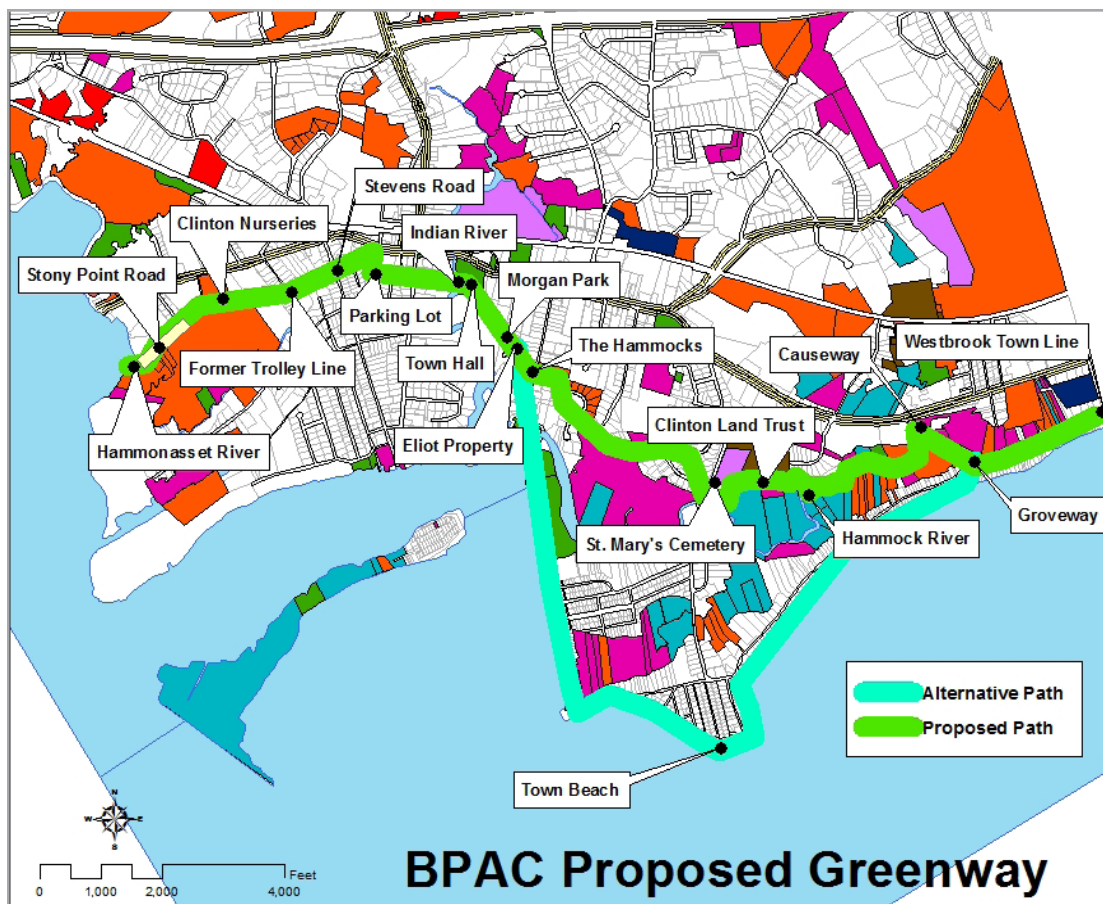 Stevens Road
Clinton Nurseries
Indian River
Stony Point Road
Morgan Park
Parking Lot
The Hammocks
Causeway
Westbrook Town Line
Former Trolley Line
Town Hall
Hammonasset River
Eliot Property
Clinton Land Trust
Groveway
St. Mary's Cemetery
Hammock River
Alternative Path
Proposed Path
Town Beach
N
W E
S
BPAC Proposed Greenway
Feet
0 1,000 2,000 4,000